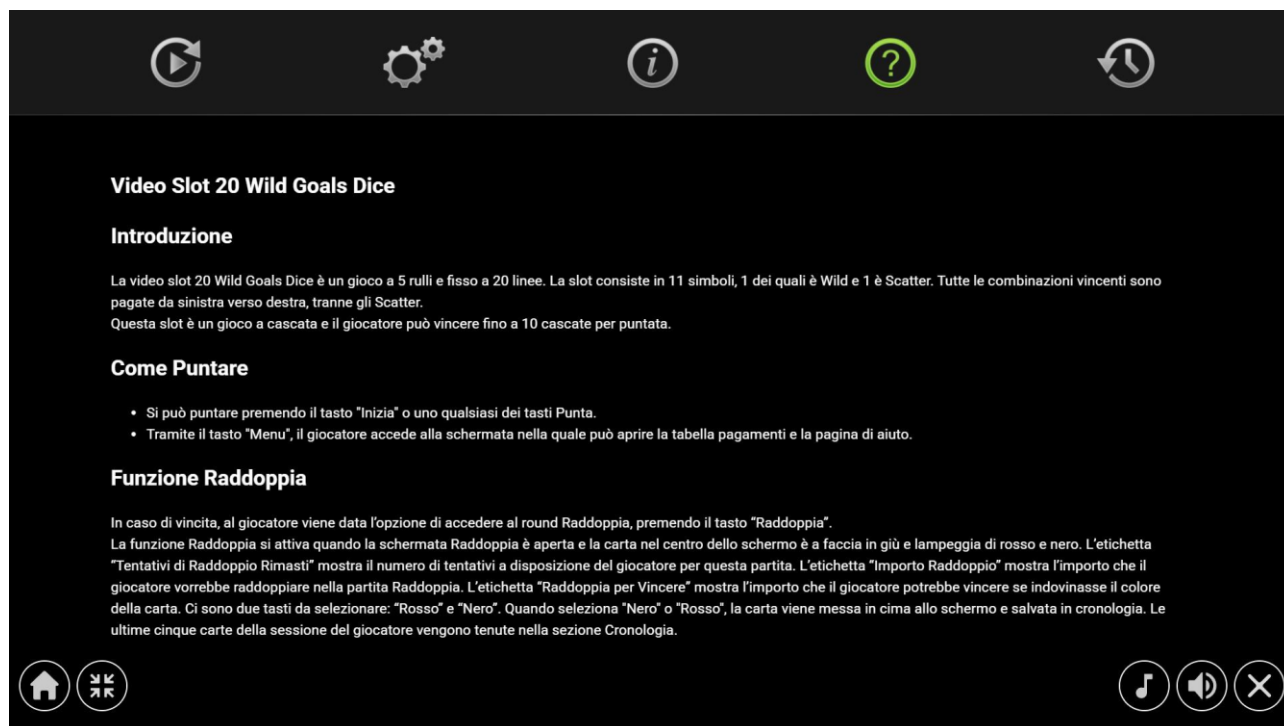 Video Slot 20 Wild Goals Dice
Introduzione
La video slot 20 Wild Goals Dice è un gioco a 5 rulli e fisso a 20 linee. La slot consiste in 11 simboli, 1 dei quali è Wild e 1 è Scatter. Tutte le combinazioni vincenti sono
pagate da sinistra verso destra, tranne gli Scatter.
Questa slot è un gioco a cascata e il giocatore può vincere fino a 10 cascate per puntata.
Come Puntare
• Si può puntare premendo il tasto "Inizia" o uno qualsiasi dei tasti Punta.
• Tramite il tasto "Menu", il giocatore accede alla schermata nella quale può aprire la tabella pagamenti e la pagina di aiuto.
Funzione Raddoppia
In caso di vincita, al giocatore viene data l'opzione di accedere al round Raddoppia, premendo il tasto “Raddoppia”.
La funzione Raddoppia si attiva quando la schermata Raddoppia è aperta e la carta nel centro dello schermo è a faccia in giù e lampeggia di rosso e nero. L’etichetta
“Tentativi di Raddoppio Rimasti” mostra il numero di tentativi a disposizione del giocatore per questa partita. L’etichetta “Importo Raddoppio” mostra l’importo che il
giocatore vorrebbe raddoppiare nella partita Raddoppia. L’etichetta “Raddoppia per Vincere” mostra l’importo che il giocatore potrebbe vincere se indovinasse il colore
della carta. Ci sono due tasti da selezionare: “Rosso” e “Nero”. Quando seleziona "Nero" o "Rosso", la carta viene messa in cima allo schermo e salvata in cronologia. Le
ultime cinque carte della sessione del giocatore vengono tenute nella sezione Cronologia.